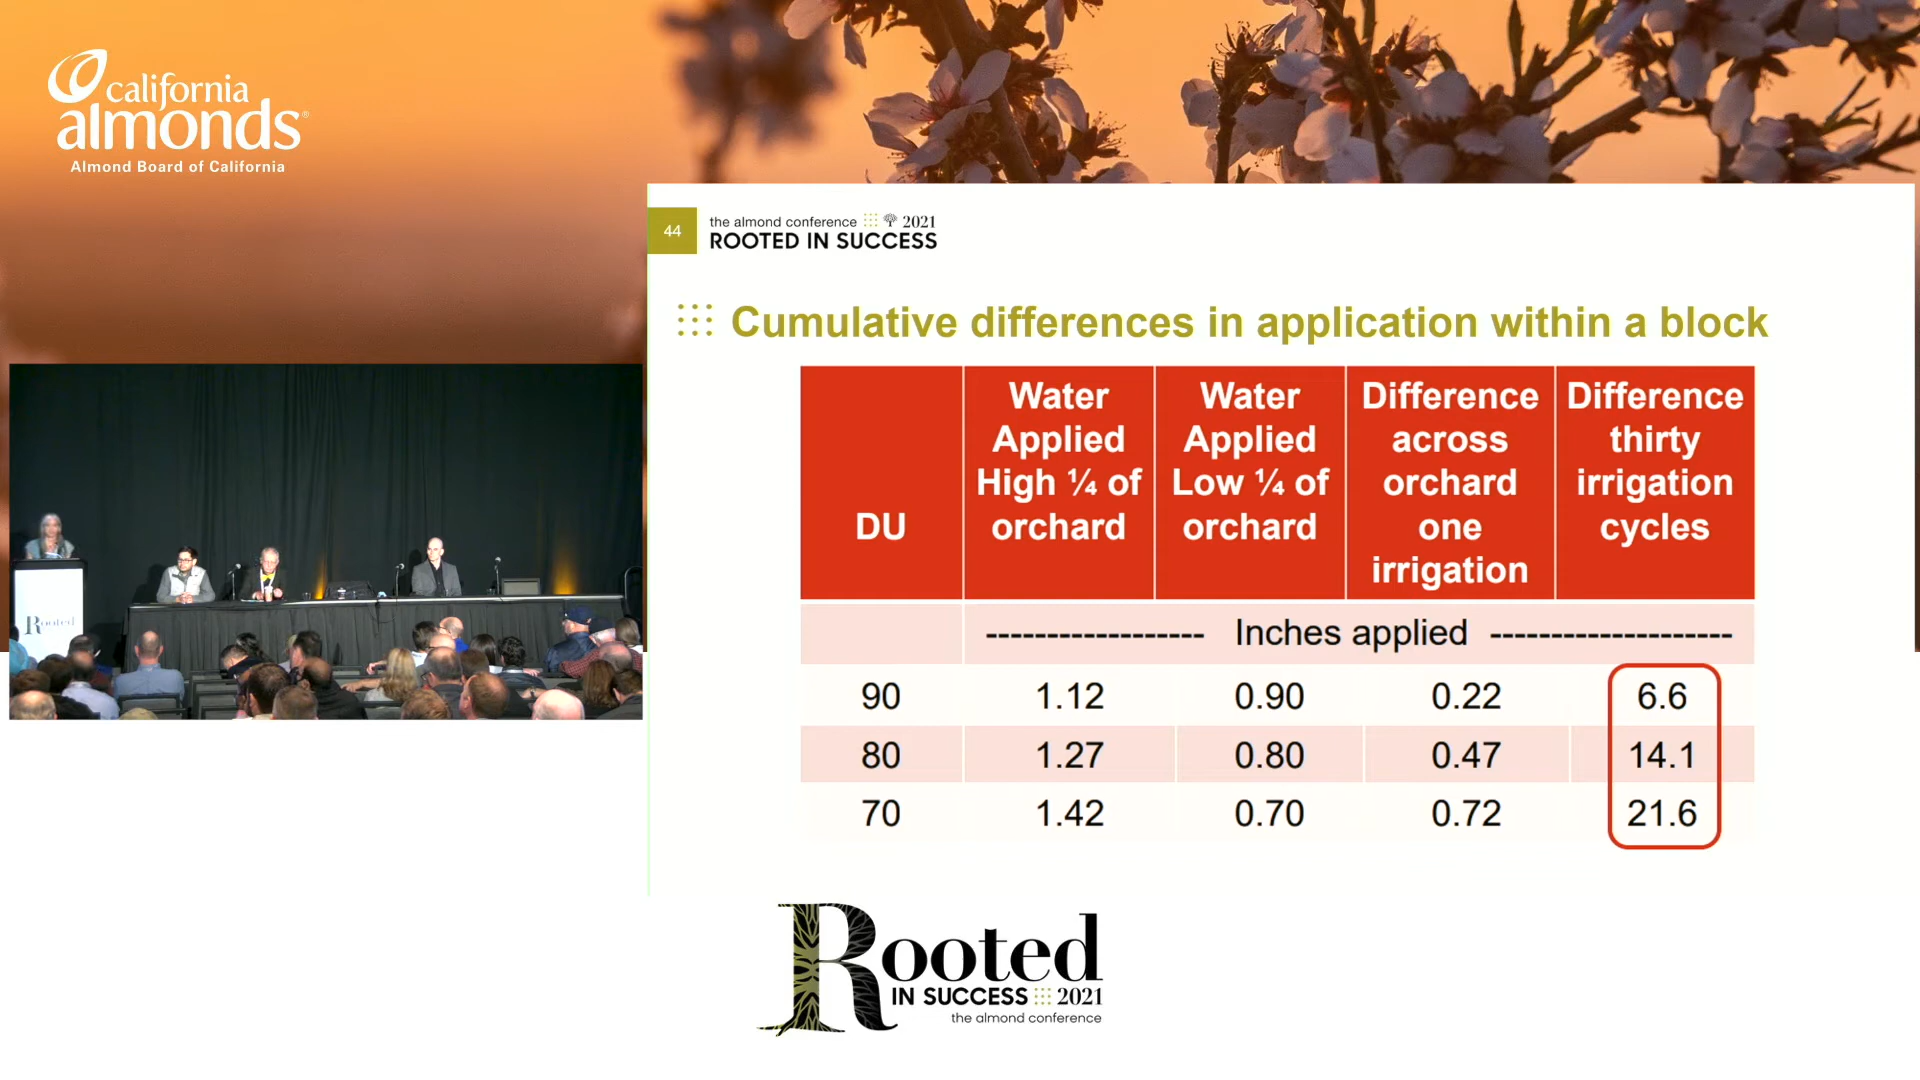 california
almonds®
Almond Board of California
44
the almond conference 2021
ROOTED IN SUCCESS
Cumulative differences in application within a block
DU
Water
Applied
High ¼ of
orchard
Water
Applied
Low ¼ of
orchard
Difference
across
orchard
one
irrigation
Difference
thirty
irrigation
cycles
------------------ Inches applied --------------------
90 1.12 0.90 0.22 6.6
80 1.27 0.80 0.47 14.1
70 1.42 0.70 0.72 21.6
Rooted
Rooted
IN SUCCESS 2021
the almond conference